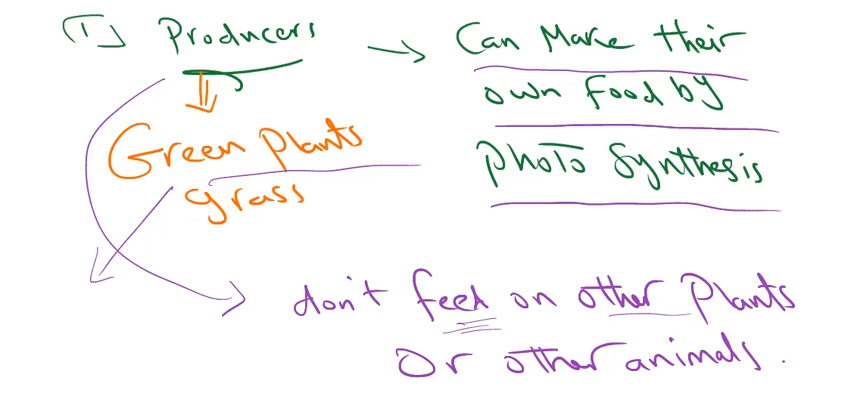 (1) Producers → Can Make their
own food by
Photo Synthesis
Green plants
grass
don't feed on other plants
Or other animals.